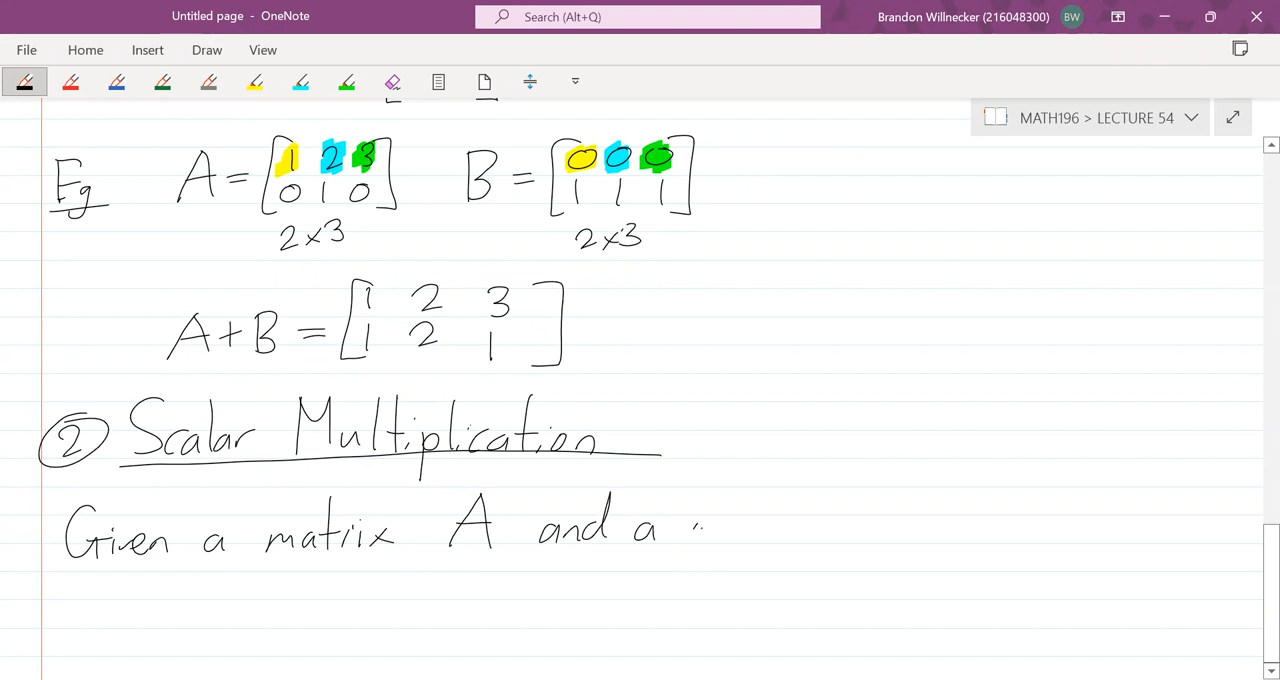 Untitled page - OneNote
Search (Alt+Q)
Brandon Willnecker (216048300)
BW
File Home Insert Draw View
MATH196 > LECTURE 54
Eg A = [1 2 3 B = [0 0 0
0 1 0] 1 1 1]
2×3 2×3
A+B = [1 2 3
1 2 1]
② Scalar Multiplication
Given a matrix A and a